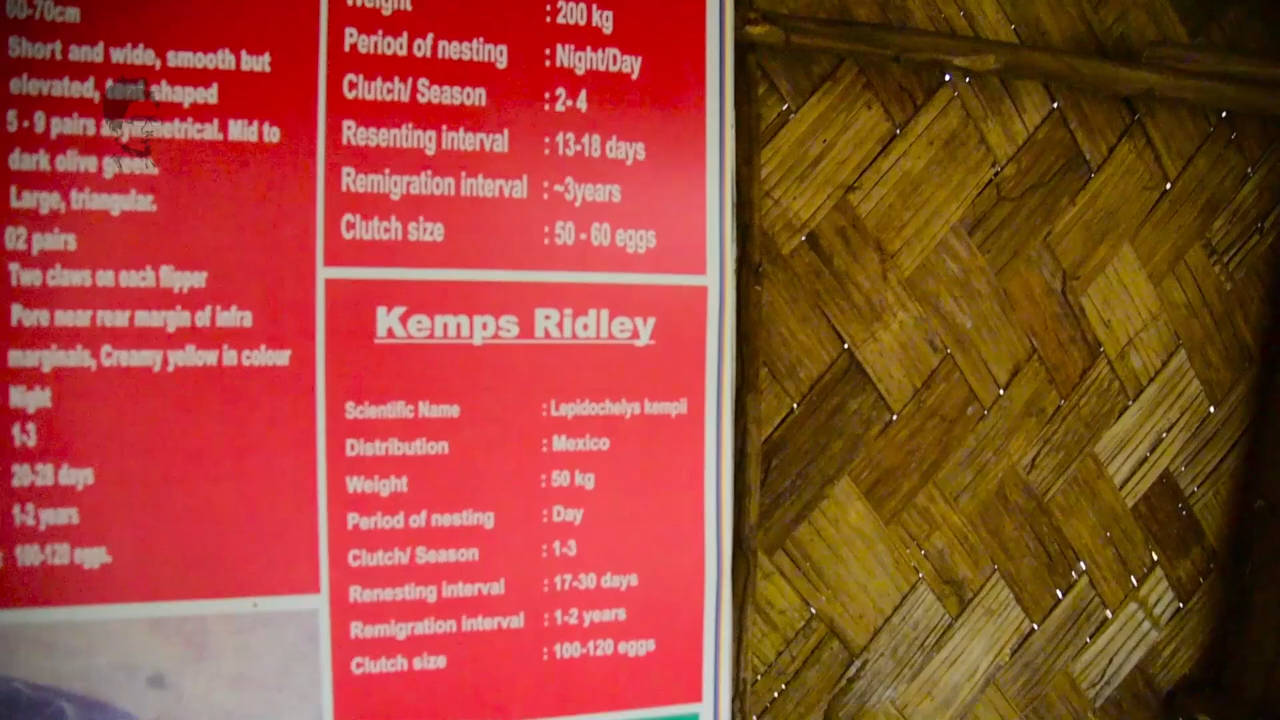 60-70cm
Short and wide, smooth but
elevated, tent shaped
5 - 9 pairs asymmetrical. Mid to
dark olive green.
Large, triangular.
02 pairs
Two claws on each flipper
Pore near rear margin of infra
marginals, Creamy yellow in colour
Night
1-3
20-28 days
1-2 years
: 100-120 eggs.
Weight : 200 kg
Period of nesting : Night/Day
Clutch/ Season : 2- 4
Resenting interval : 13-18 days
Remigration interval : ~3years
Clutch size : 50 - 60 eggs
Kemps Ridley
Scientific Name : Lepidochelys kempii
Distribution : Mexico
Weight : 50 kg
Period of nesting : Day
Clutch/ Season : 1-3
Renesting interval : 17-30 days
Remigration interval : 1-2 years
Clutch size : 100-120 eggs